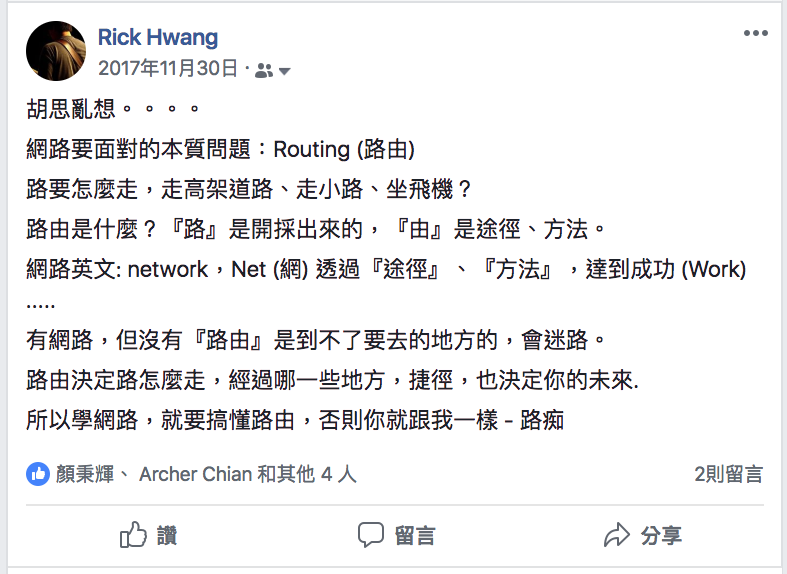 Rick Hwang
2017年11月30日 ·
胡思亂想。。。。
網路要面對的本質問題：Routing (路由)
路要怎麼走，走高架道路、走小路、坐飛機？
路由是什麼？『路』是開採出來的，『由』是途徑、方法。
網路英文: network，Net (網) 透過『途徑』、『方法』，達到成功 (Work)
.....
有網路，但沒有『路由』是到不了要去的地方的，會迷路。
路由決定路怎麼走，經過哪一些地方，捷徑，也決定你的未來.
所以學網路，就要搞懂路由，否則你就跟我一樣 - 路痴
顏秉輝、 Archer Chian 和其他 4 人
2則留言
讚
留言
分享